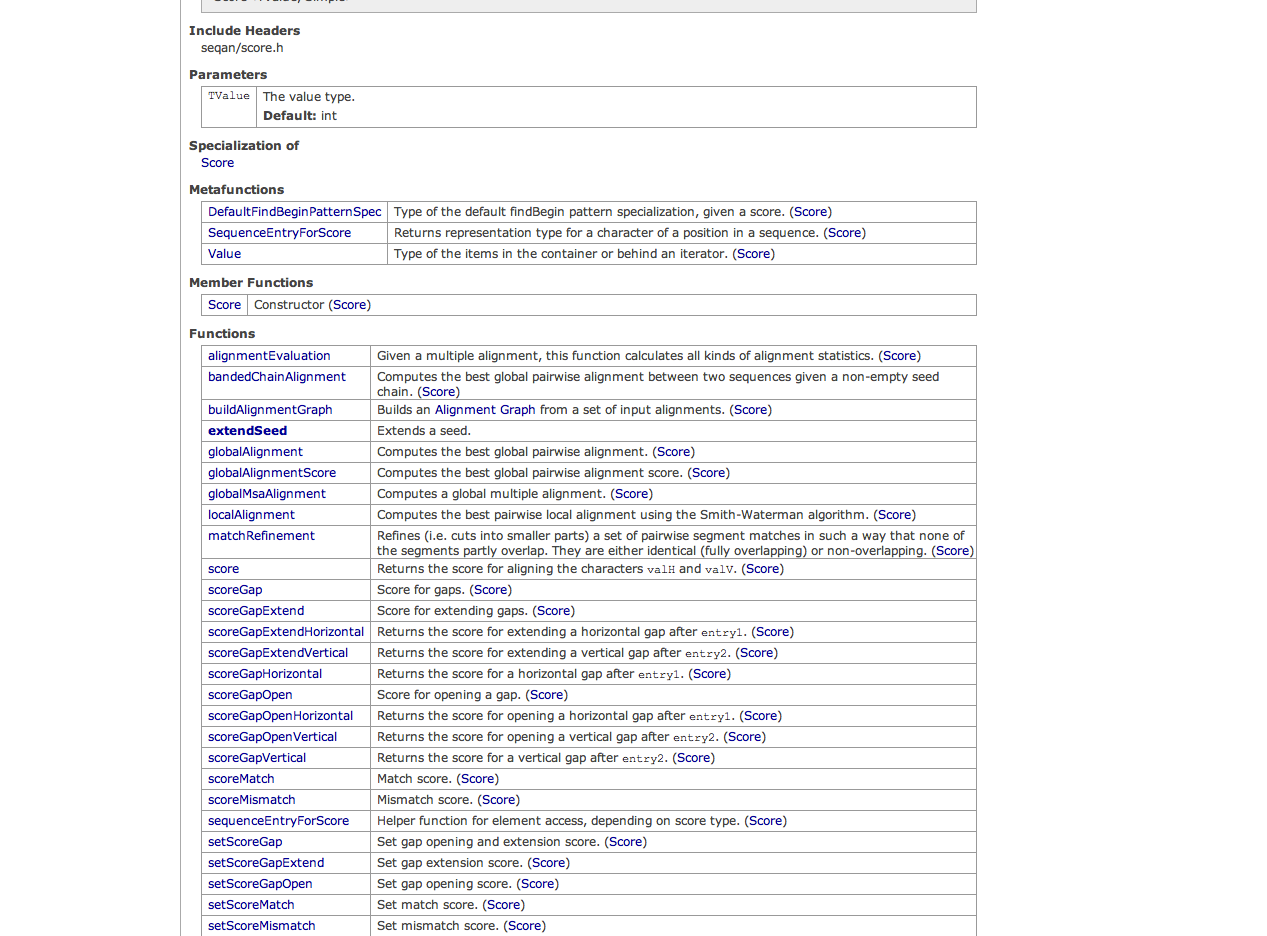 Include Headers
seqan/score.h
Parameters
TValue The value type.
Default: int
Specialization of
Score
Metafunctions
DefaultFindBeginPatternSpec Type of the default findBegin pattern specialization, given a score. (Score)
SequenceEntryForScore Returns representation type for a character of a position in a sequence. (Score)
Value Type of the items in the container or behind an iterator. (Score)
Member Functions
Score Constructor (Score)
Functions
alignmentEvaluation Given a multiple alignment, this function calculates all kinds of alignment statistics. (Score)
bandedChainAlignment Computes the best global pairwise alignment between two sequences given a non-empty seed
chain. (Score)
buildAlignmentGraph Builds an Alignment Graph from a set of input alignments. (Score)
extendSeed Extends a seed.
globalAlignment Computes the best global pairwise alignment. (Score)
globalAlignmentScore Computes the best global pairwise alignment score. (Score)
globalMsaAlignment Computes a global multiple alignment. (Score)
localAlignment Computes the best pairwise local alignment using the Smith-Waterman algorithm. (Score)
matchRefinement Refines (i.e. cuts into smaller parts) a set of pairwise segment matches in such a way that none of
the segments partly overlap. They are either identical (fully overlapping) or non-overlapping. (Score)
score Returns the score for aligning the characters valH and valV. (Score)
scoreGap Score for gaps. (Score)
scoreGapExtend Score for extending gaps. (Score)
scoreGapExtendHorizontal Returns the score for extending a horizontal gap after entry1. (Score)
scoreGapExtendVertical Returns the score for extending a vertical gap after entry2. (Score)
scoreGapHorizontal Returns the score for a horizontal gap after entry1. (Score)
scoreGapOpen Score for opening a gap. (Score)
scoreGapOpenHorizontal Returns the score for opening a horizontal gap after entry1. (Score)
scoreGapOpenVertical Returns the score for opening a vertical gap after entry2. (Score)
scoreGapVertical Returns the score for a vertical gap after entry2. (Score)
scoreMatch Match score. (Score)
scoreMismatch Mismatch score. (Score)
sequenceEntryForScore Helper function for element access, depending on score type. (Score)
setScoreGap Set gap opening and extension score. (Score)
setScoreGapExtend Set gap extension score. (Score)
setScoreGapOpen Set gap opening score. (Score)
setScoreMatch Set match score. (Score)
setScoreMismatch Set mismatch score. (Score)